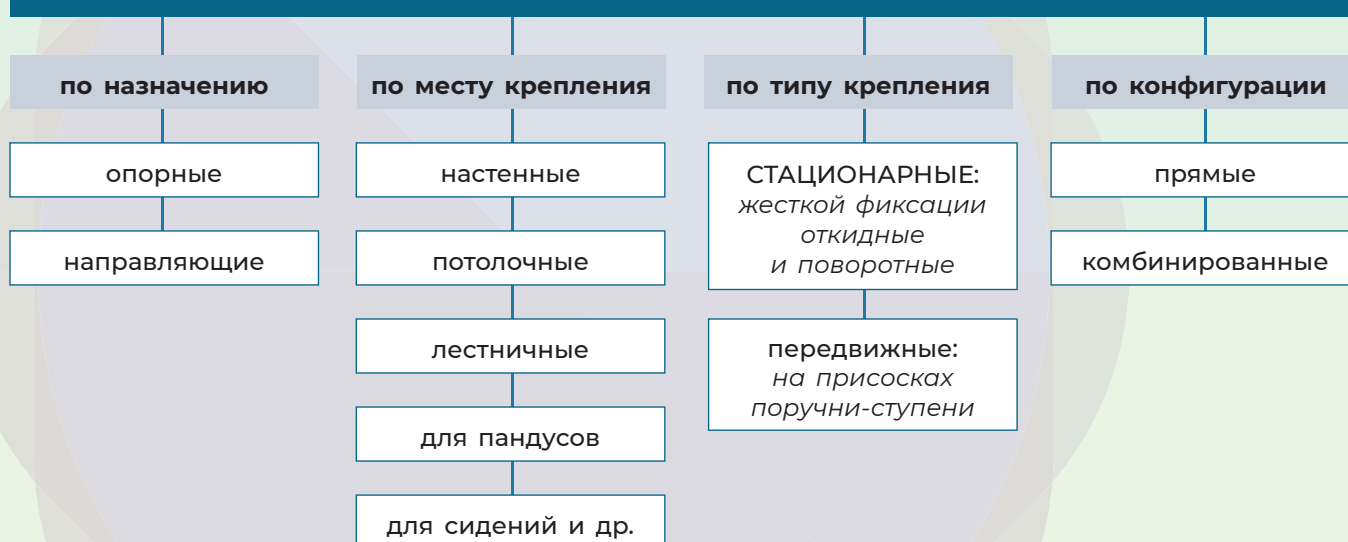 по назначению
опорные
направляющие
по месту крепления
настенные
потолочные
лестничные
для пандусов
для сидений и др.
по типу крепления
СТАЦИОНАРНЫЕ:
жесткой фиксации
откидные
и поворотные
передвижные:
на присосках
поручни-ступени
по конфигурации
прямые
комбинированные